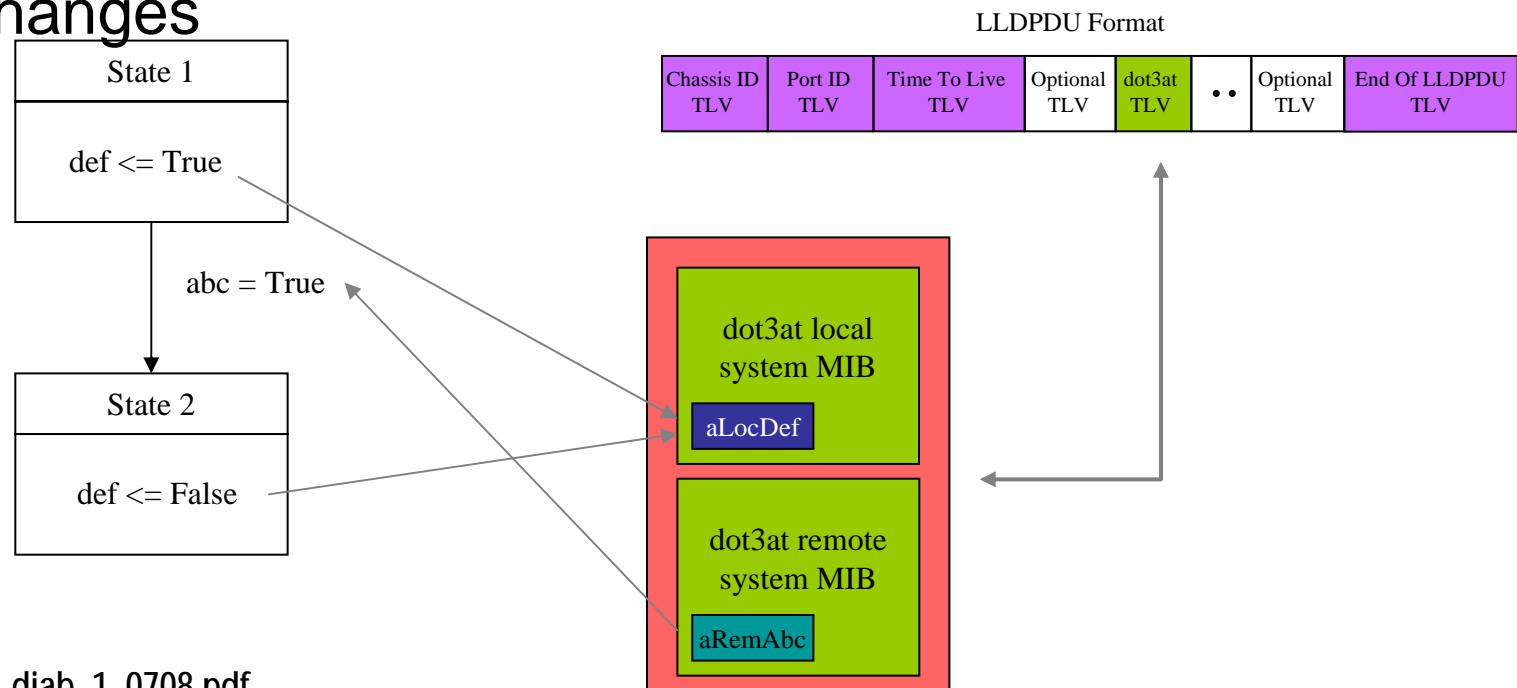 LLDPDU Format
State 1
def <= True
abc = True
State 2
def <= False
Chassis ID
TLV
Port ID
TLV
Time To Live
TLV
Optional
TLV
dot3at
TLV
..
Optional
TLV
End Of LLDPDU
TLV
dot3at local
system MIB
aLocDef
dot3at remote
system MIB
aRemAbc
diab_1_0708.pdf